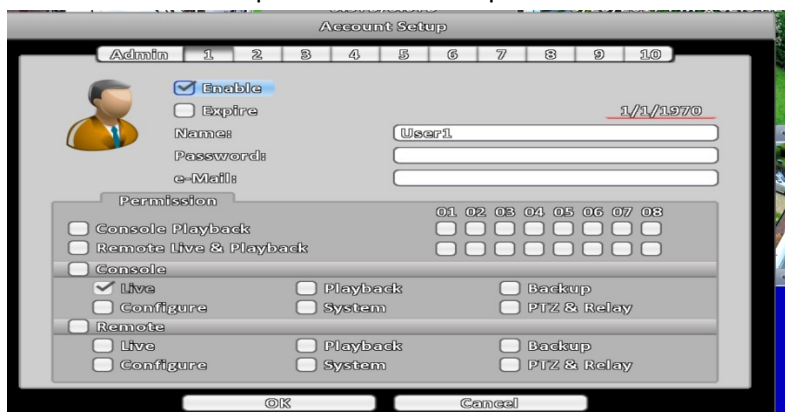 Account Setup
Admin 1 2 3 4 5 6 7 8 9 10
Enable
Expire 1/1/1970
Name: User1
Password:
e-Mail:
Permission
01 02 03 04 05 06 07 08
Console Playback
Remote Live & Playback
Console
Live Playback Backup
Configure System PTZ & Relay
Remote
Live Playback Backup
Configure System PTZ & Relay
OK Cancel